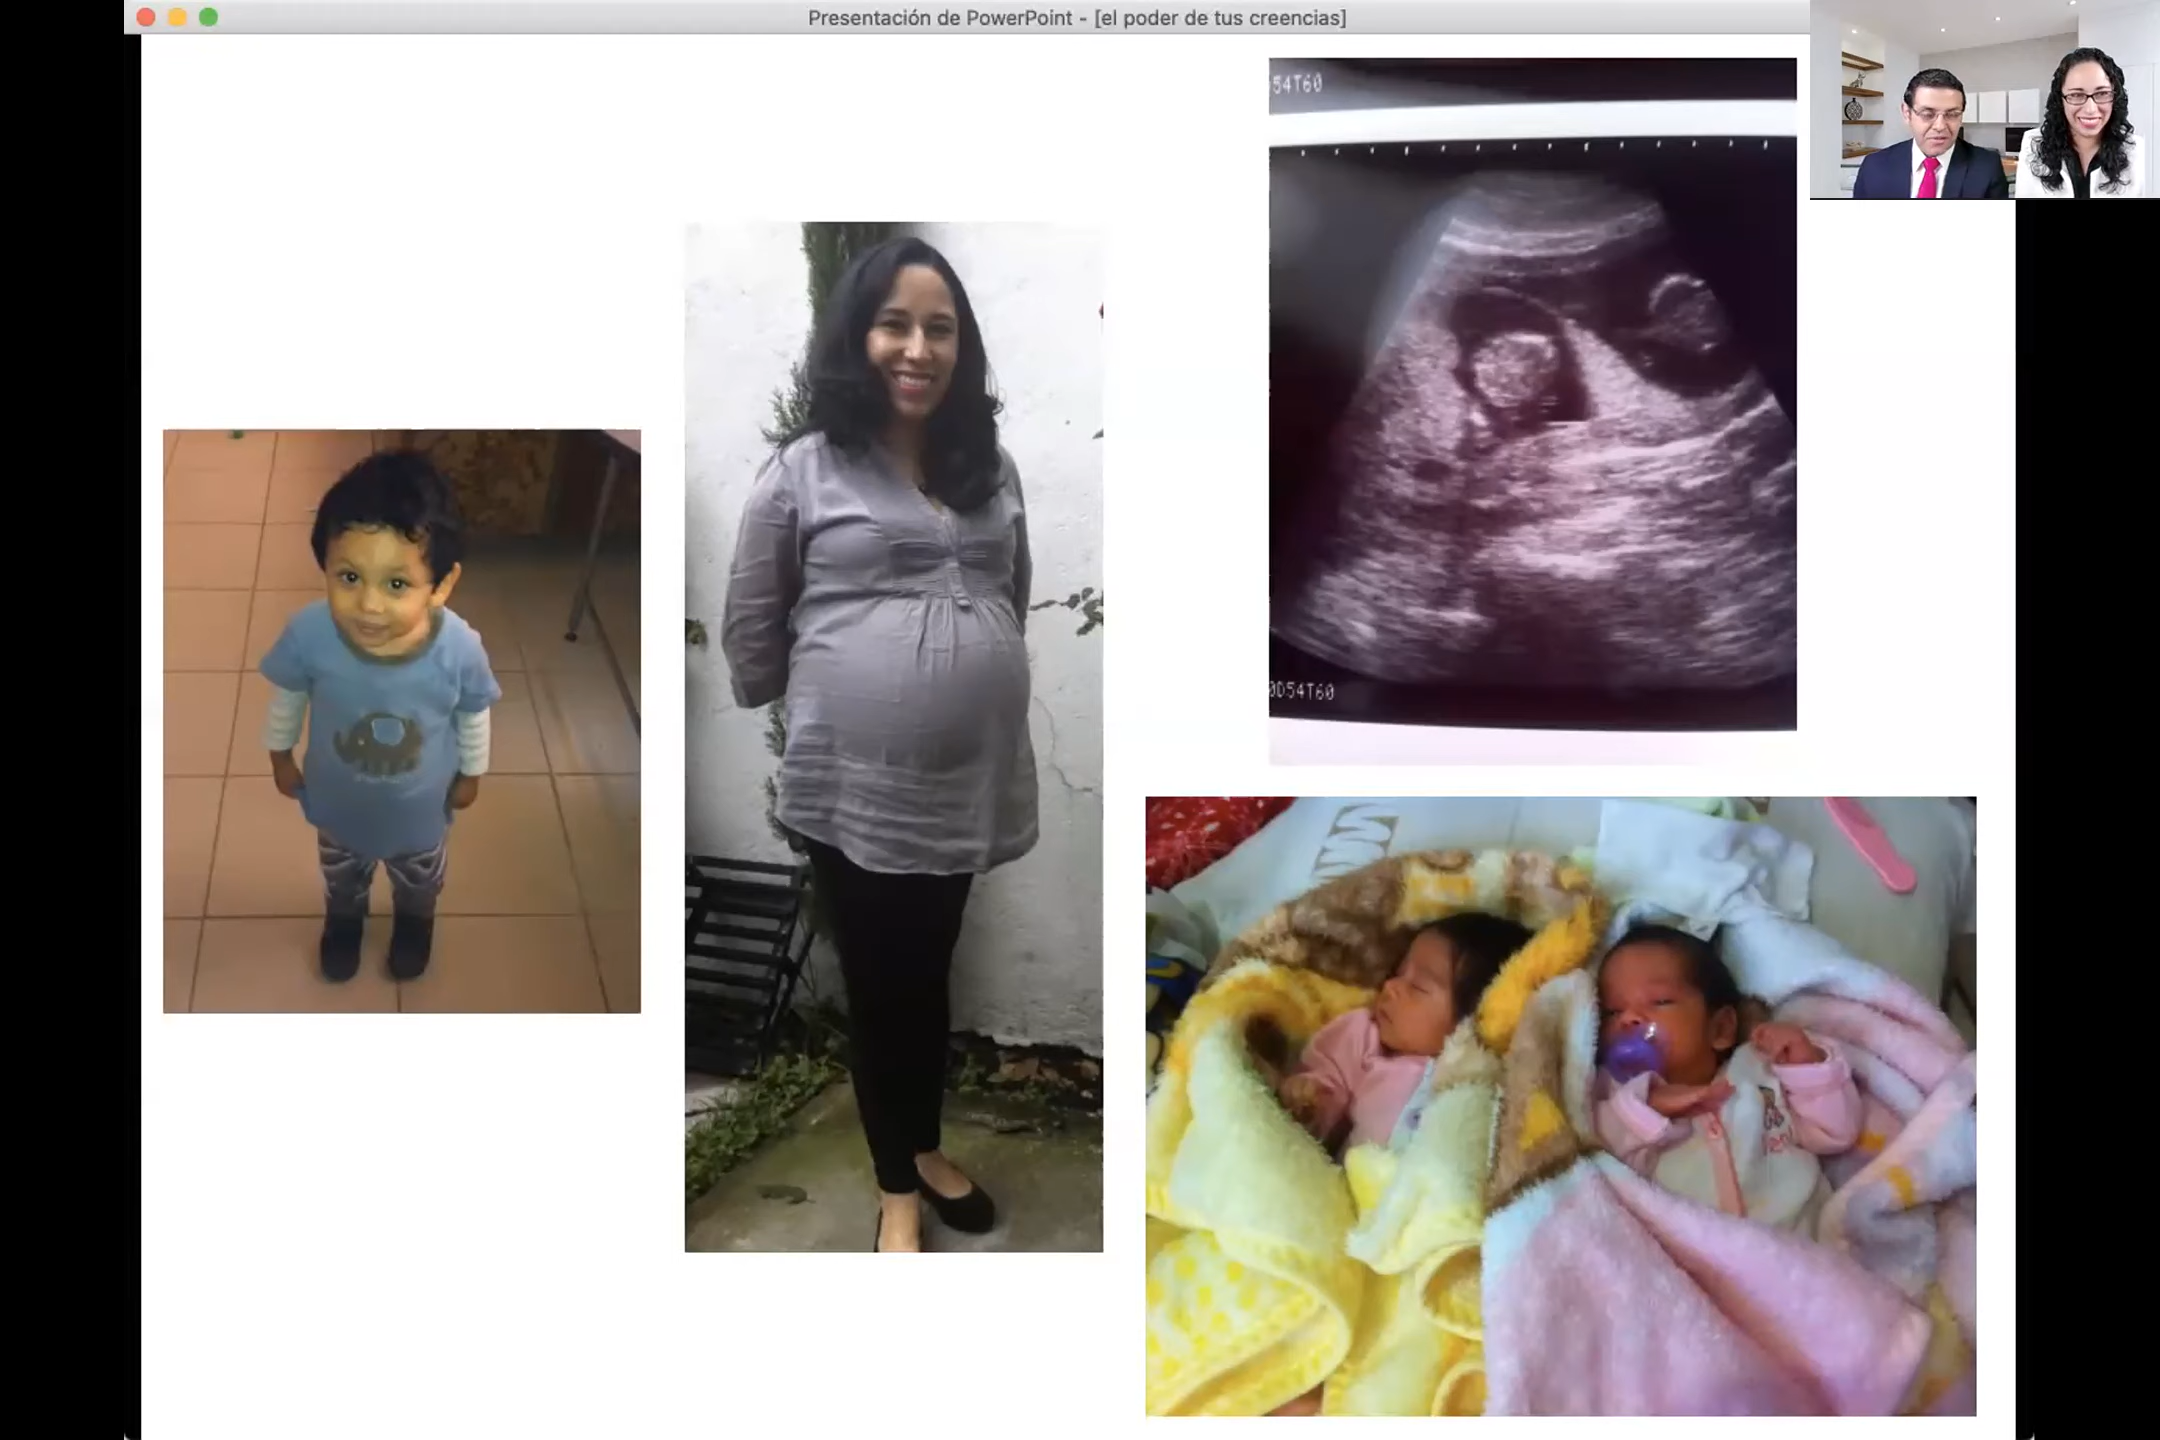 Presentación de PowerPoint - [el poder de tus creencias]
54T60
0D54T60